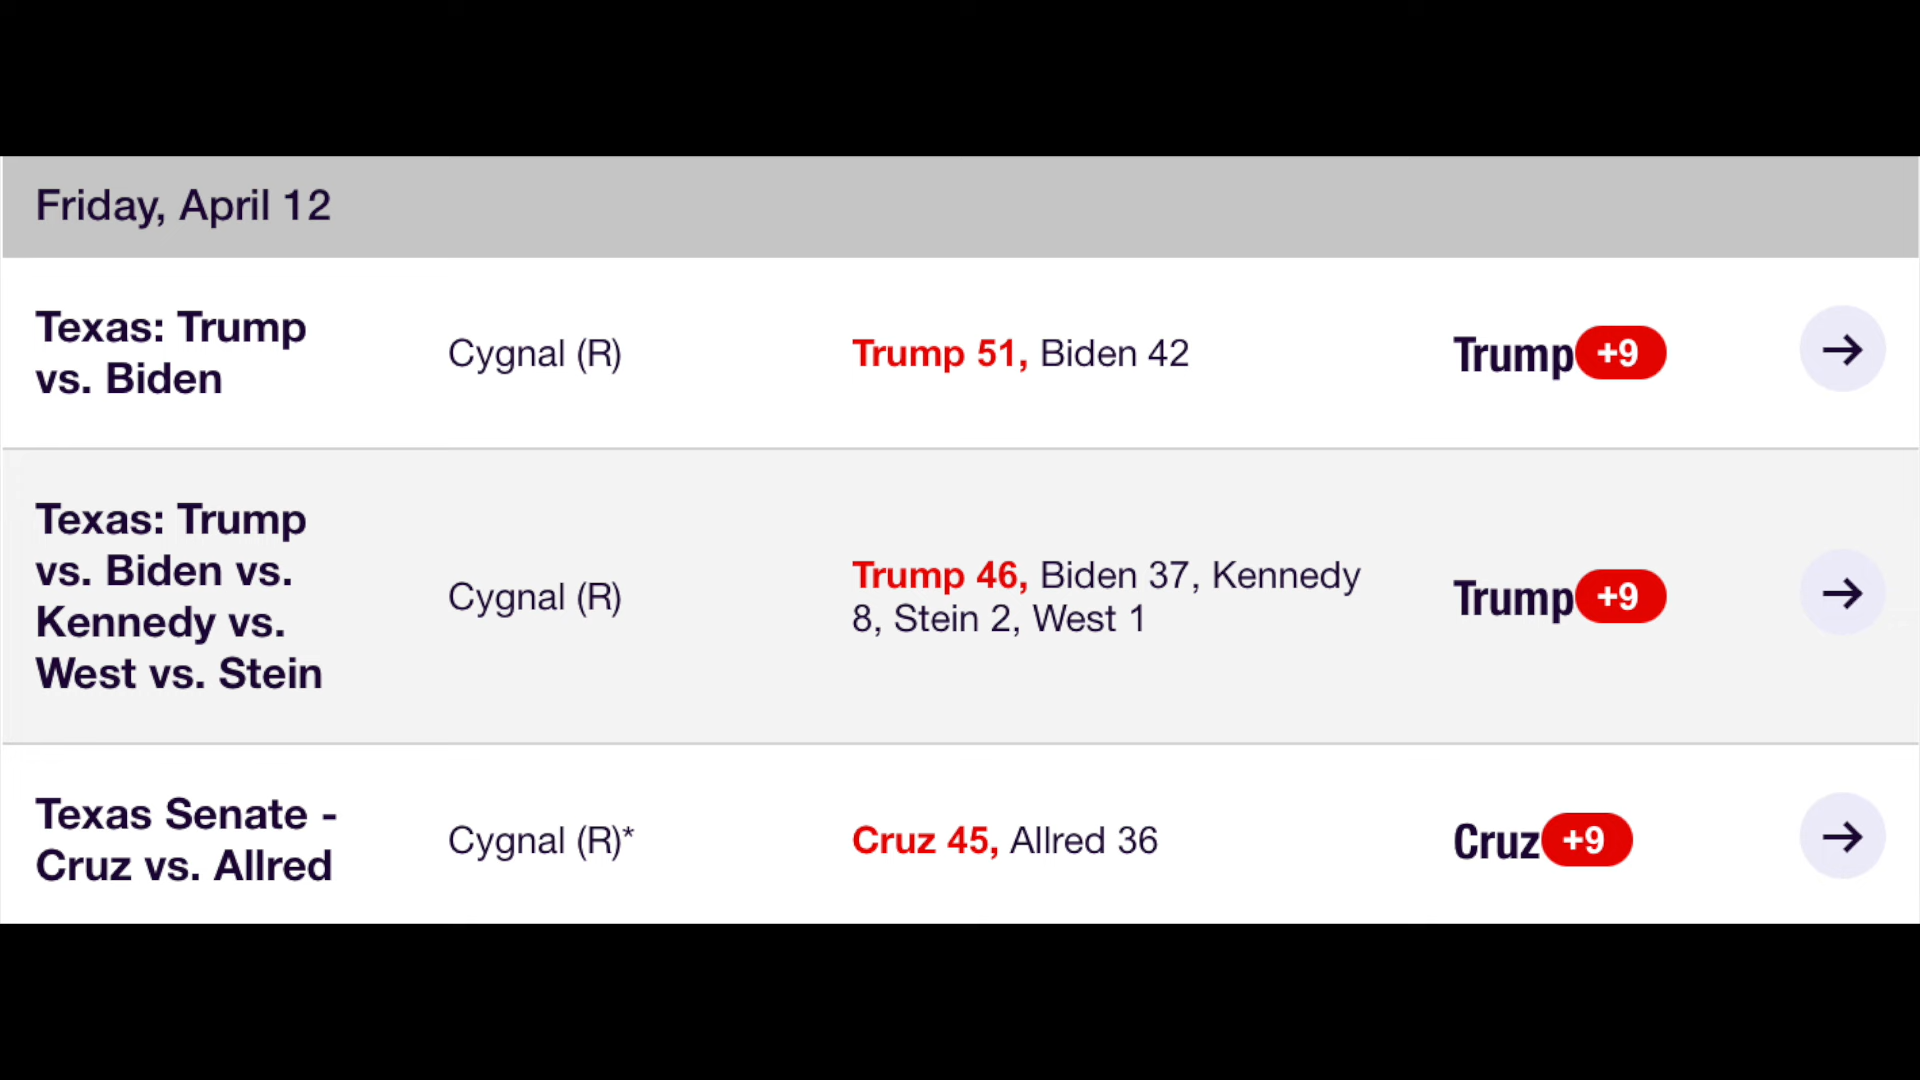 Friday, April 12
Texas: Trump
vs. Biden
Cygnal (R)
Trump 51, Biden 42
Trump +9
Texas: Trump
vs. Biden vs.
Kennedy vs.
West vs. Stein
Cygnal (R)
Trump 46, Biden 37, Kennedy
8, Stein 2, West 1
Trump +9
Texas Senate -
Cruz vs. Allred
Cygnal (R)*
Cruz 45, Allred 36
Cruz +9